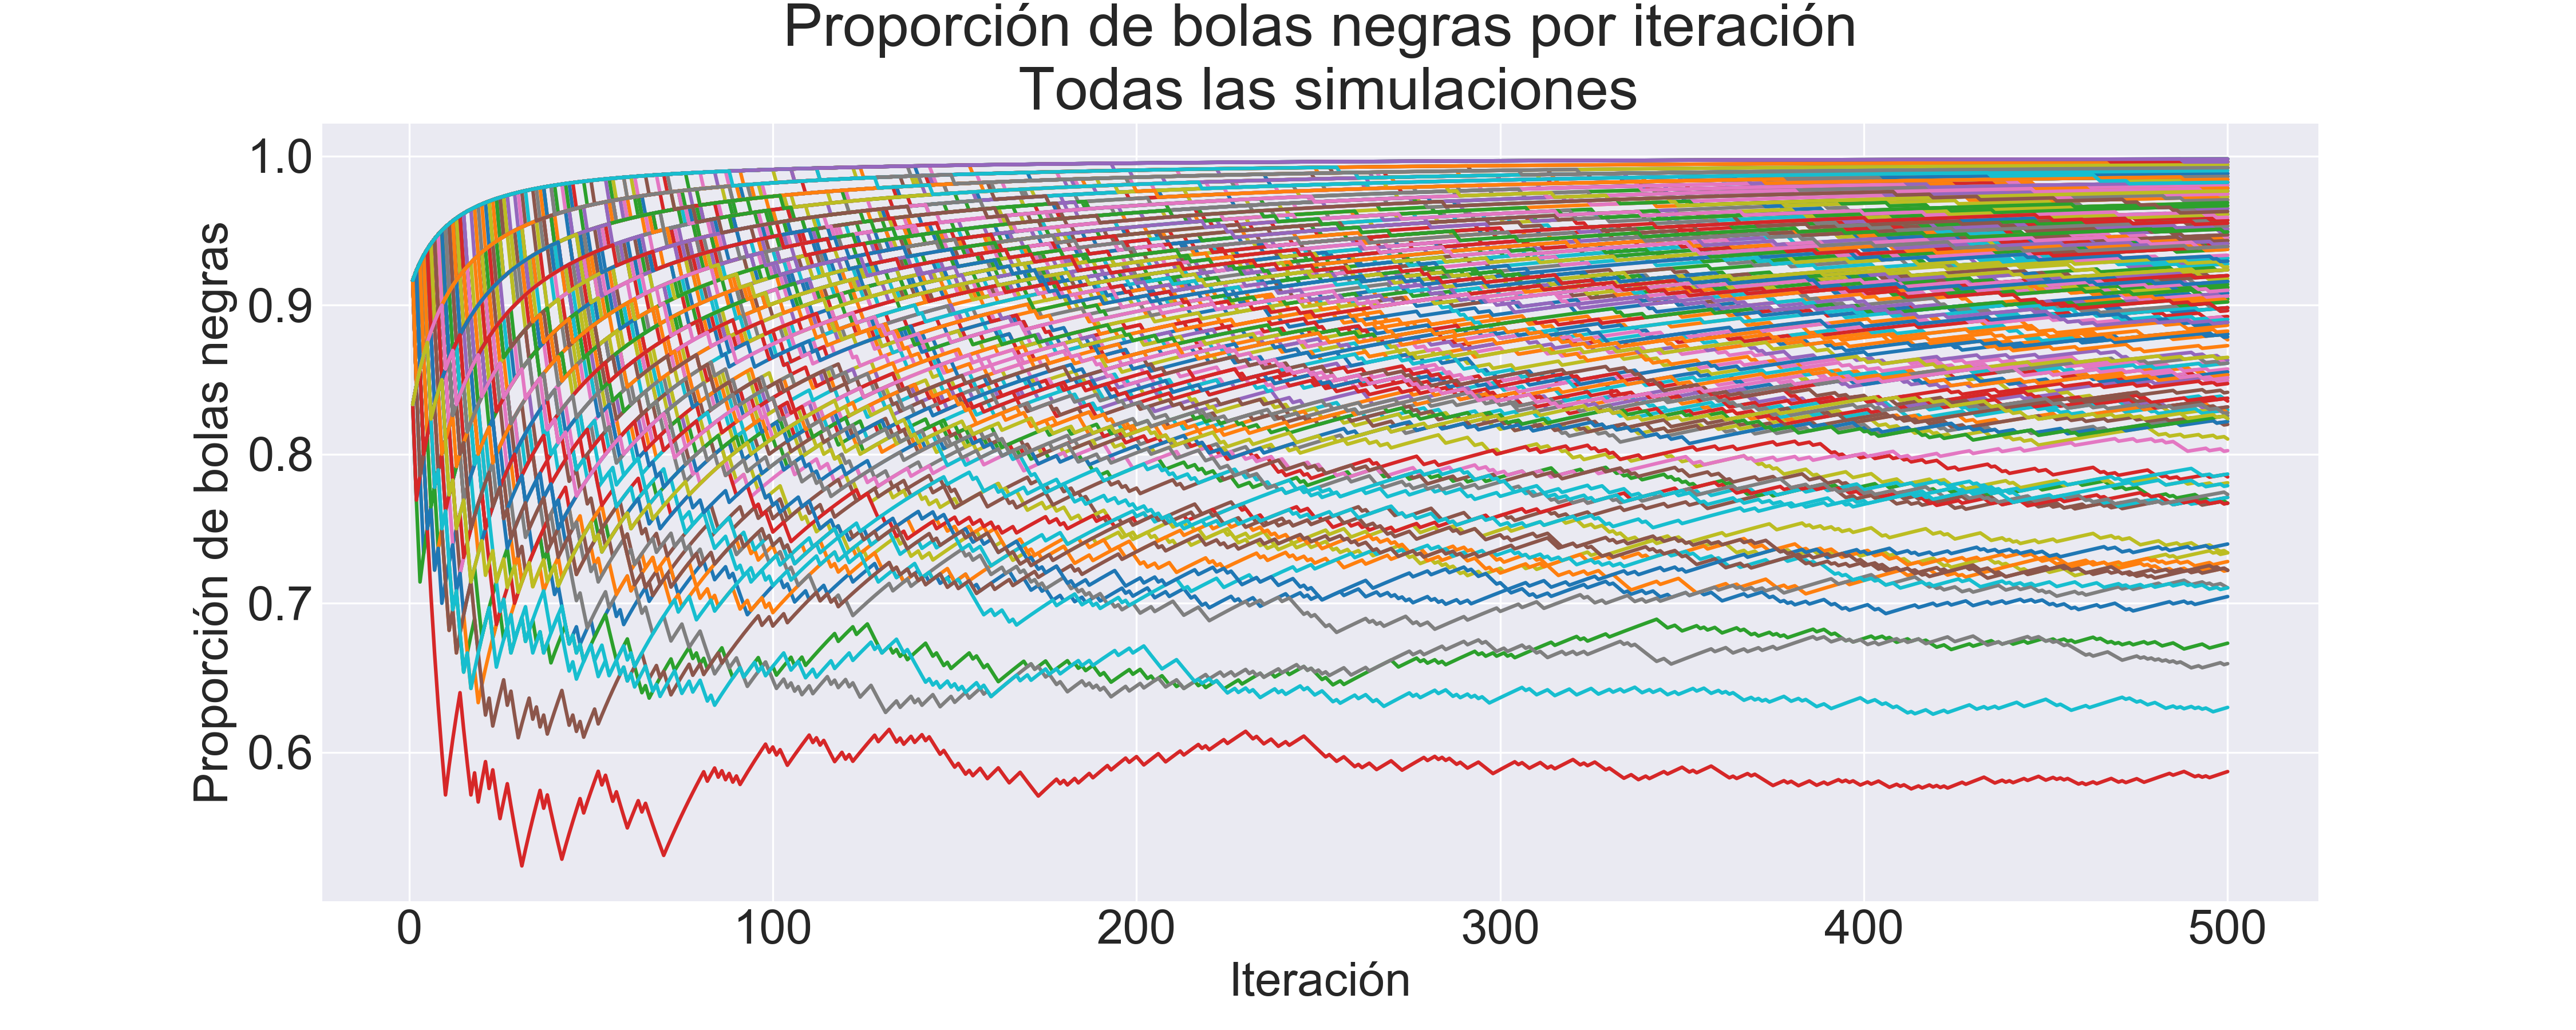 Proporción de bolas negras por iteración
Todas las simulaciones
Proporción de bolas negras
1.0
0.9
0.8
0.7
0.6
0
100
200
300
400
500
Iteración